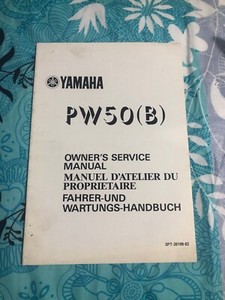 YAMAHA
PW50(B)
OWNER'S SERVICE
MANUAL
MANUEL D'ATELIER DU
PROPRIETAIRE
FAHRER-UND
WARTUNGS-HANDBUCH